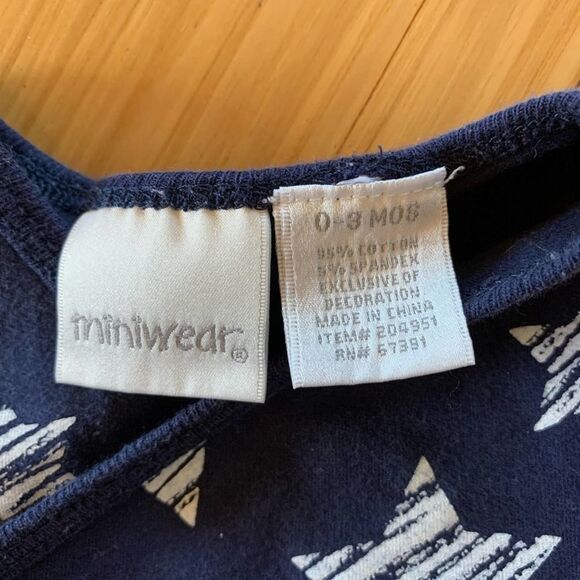 miniwear®
0-3 MOS
95% COTTON
5% SPANDEX
EXCLUSIVE OF
DECORATION
MADE IN CHINA
ITEM# 204951
RN# 67391